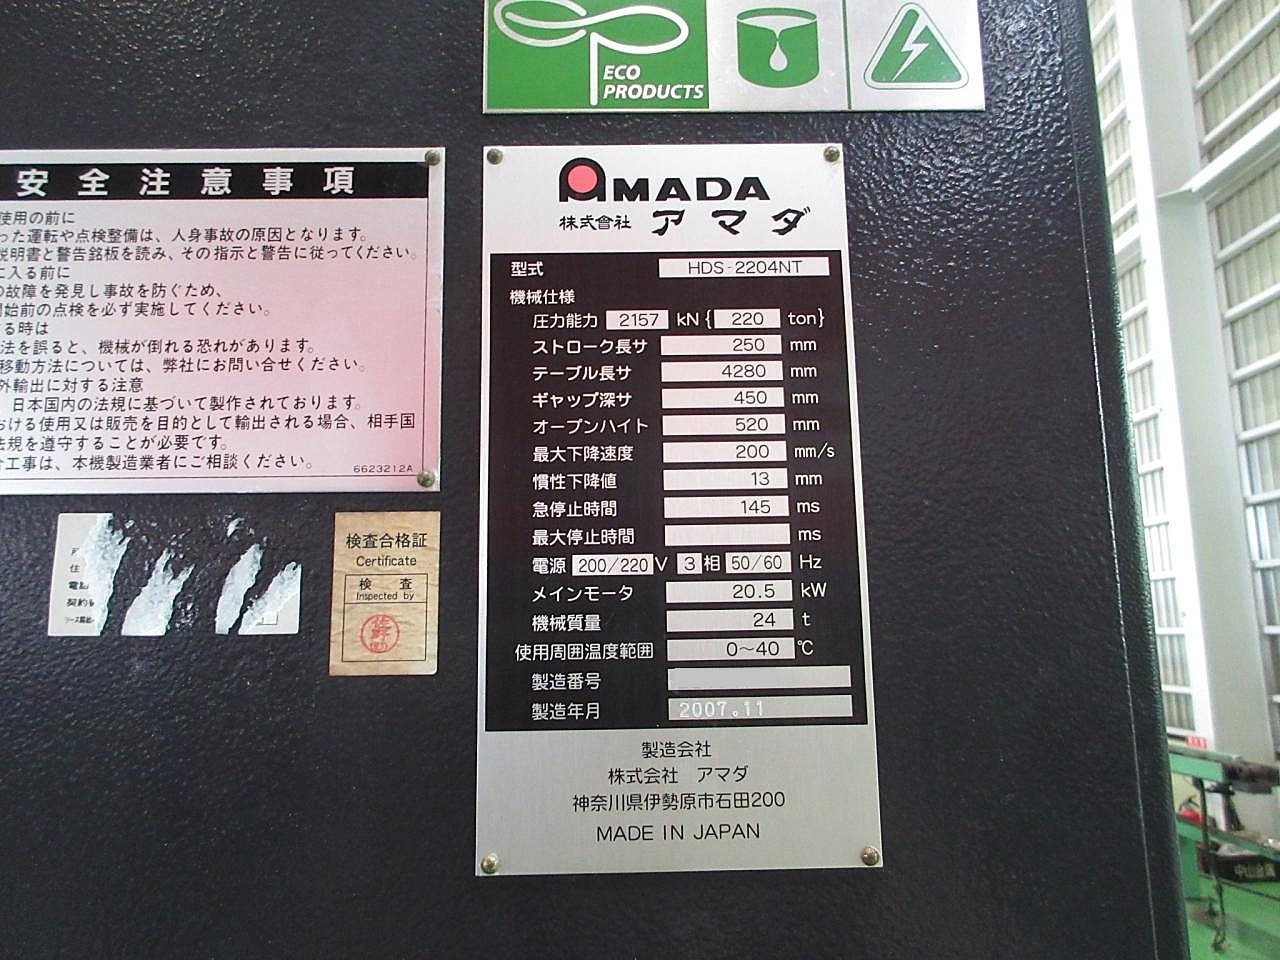 ECO
PRODUCTS
安全注意事項
使用の前に
った運転や点検整備は、人身事故の原因となります。
説明書と警告銘板を読み、その指示と警告に従ってください。
に入る前に
の故障を発見し事故を防ぐため、
開始前の点検を必ず実施してください。
る時は
法を誤ると、機械が倒れる恐れがあります。
移動方法については、弊社にお問い合せください。
外輸出に対する注意
、日本国内の法規に基づいて製作されております。
おける使用又は販売を目的として輸出される場合、相手国
法規を遵守することが必要です。
工事は、本機製造業者にご相談ください。
6623212A
検査合格証
Certificate
検 査
Inspected by
AMADA
株式會社 アマダ
型式 HDS-2204NT
機械仕様
圧力能力 2157 kN { 220 ton}
ストローク長サ 250 mm
テーブル長サ 4280 mm
ギャップ深サ 450 mm
オープンハイト 520 mm
最大下降速度 200 mm/s
慣性下降値 13 mm
急停止時間 145 ms
最大停止時間 ms
電源 200/220 V 3 相 50/60 Hz
メインモータ 20.5 kW
機械質量 24 t
使用周囲温度範囲 0～40 ℃
製造番号
製造年月 2007.11
製造会社
株式会社 アマダ
神奈川県伊勢原市石田200
MADE IN JAPAN